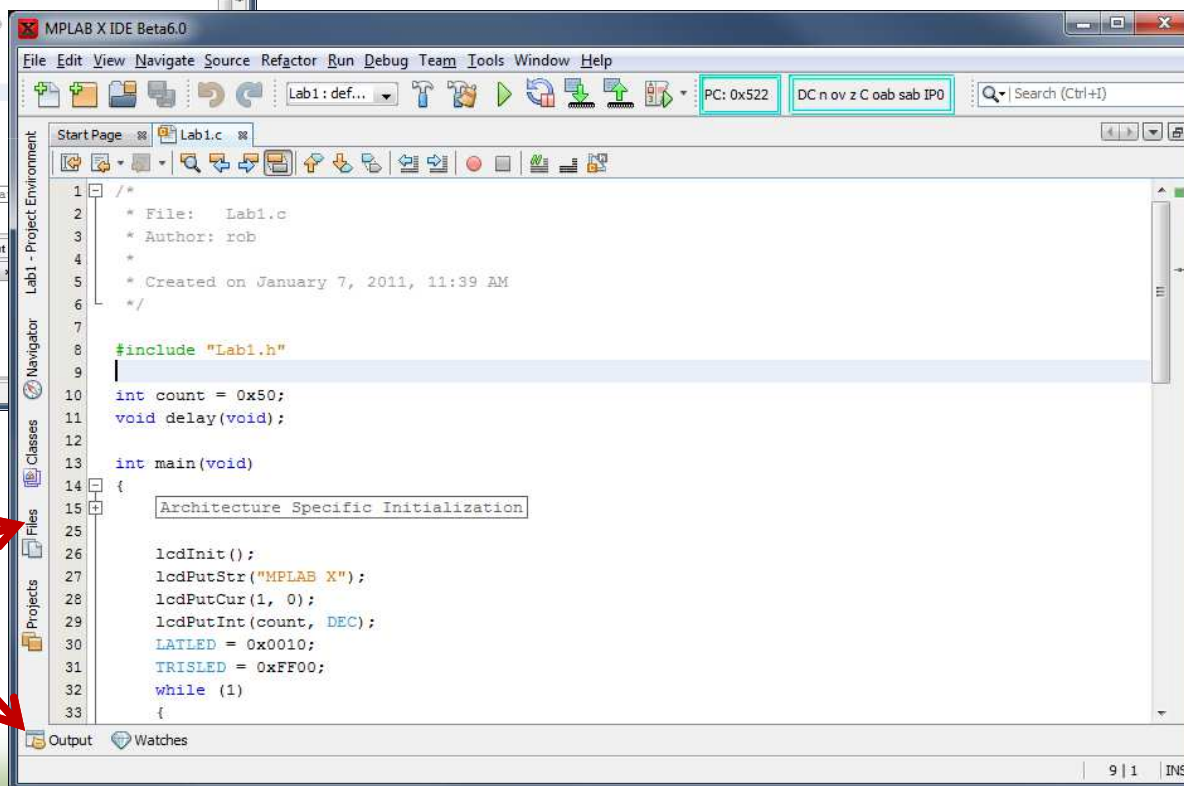 MPLAB X IDE Beta6.0
File Edit View Navigate Source Refactor Run Debug Team Tools Window Help
Lab1 : def... PC: 0x522 DC n ov z C oab sab IP0 Search (Ctrl+I)
Start Page Lab1.c
Lab1 - Project Environment
Navigator
Classes
Files
Projects
1 /*
2 * File: Lab1.c
3 * Author: rob
4 *
5 * Created on January 7, 2011, 11:39 AM
6 */
7
8 #include "Lab1.h"
9
10 int count = 0x50;
11 void delay(void);
12
13 int main(void)
14 {
15 Architecture Specific Initialization
25
26 lcdInit();
27 lcdPutStr("MPLAB X");
28 lcdPutCur(1, 0);
29 lcdPutInt(count, DEC);
30 LATLED = 0x0010;
31 TRISLED = 0xFF00;
32 while (1)
33 {
Output Watches
9 | 1 INS